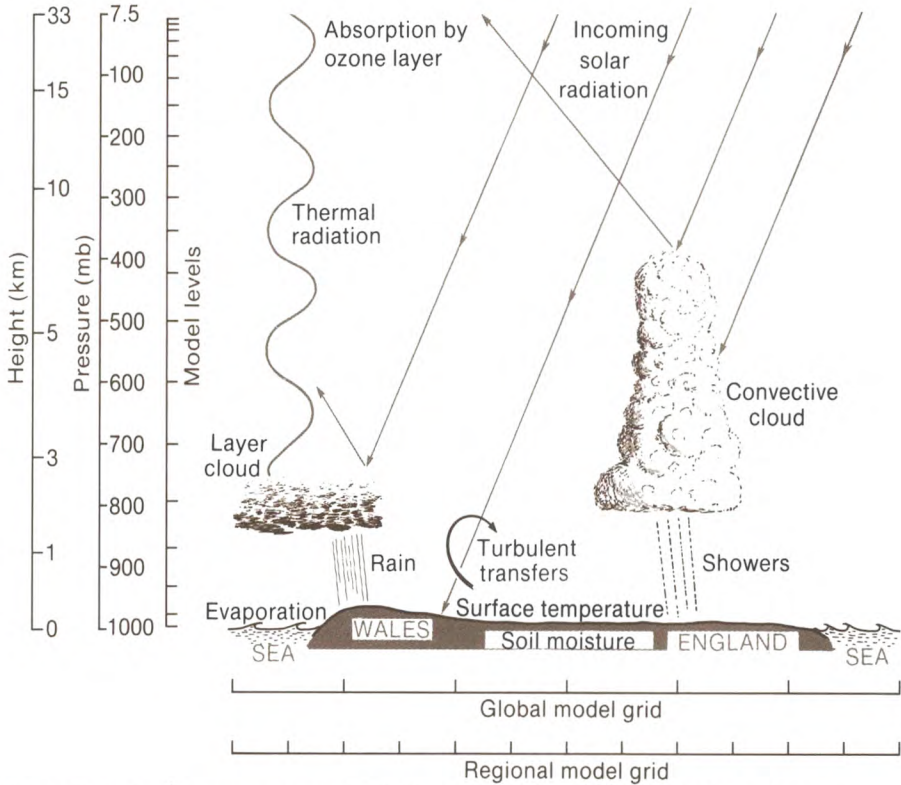 Height (km)
33
15
10
5
3
1
0
Pressure (mb)
7.5
100
200
300
400
500
600
700
800
900
1000
Model levels
Absorption by
ozone layer
Incoming
solar
radiation
Thermal
radiation
Convective
cloud
Layer
cloud
Rain
Turbulent
transfers
Showers
Evaporation
Surface temperature
WALES
Soil moisture
ENGLAND
SEA
SEA
Global model grid
Regional model grid